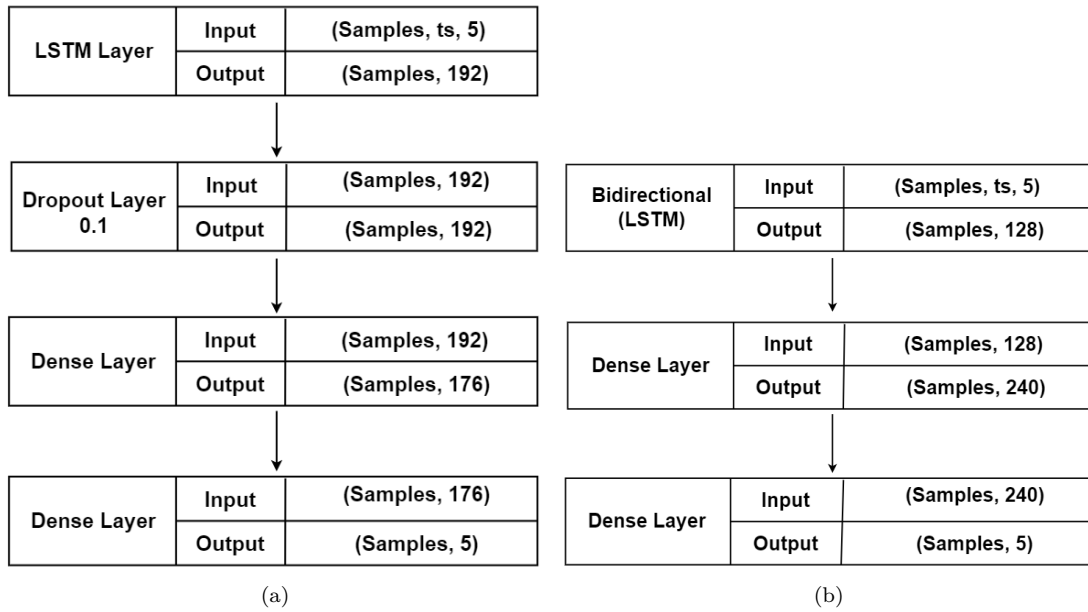 LSTM Layer
Input
(Samples, ts, 5)
Output
(Samples, 192)
Dropout Layer
0.1
Input
(Samples, 192)
Output
(Samples, 192)
Dense Layer
Input
(Samples, 192)
Output
(Samples, 176)
Dense Layer
Input
(Samples, 176)
Output
(Samples, 5)
(a)
Bidirectional
(LSTM)
Input
(Samples, ts, 5)
Output
(Samples, 128)
Dense Layer
Input
(Samples, 128)
Output
(Samples, 240)
Dense Layer
Input
(Samples, 240)
Output
(Samples, 5)
(b)